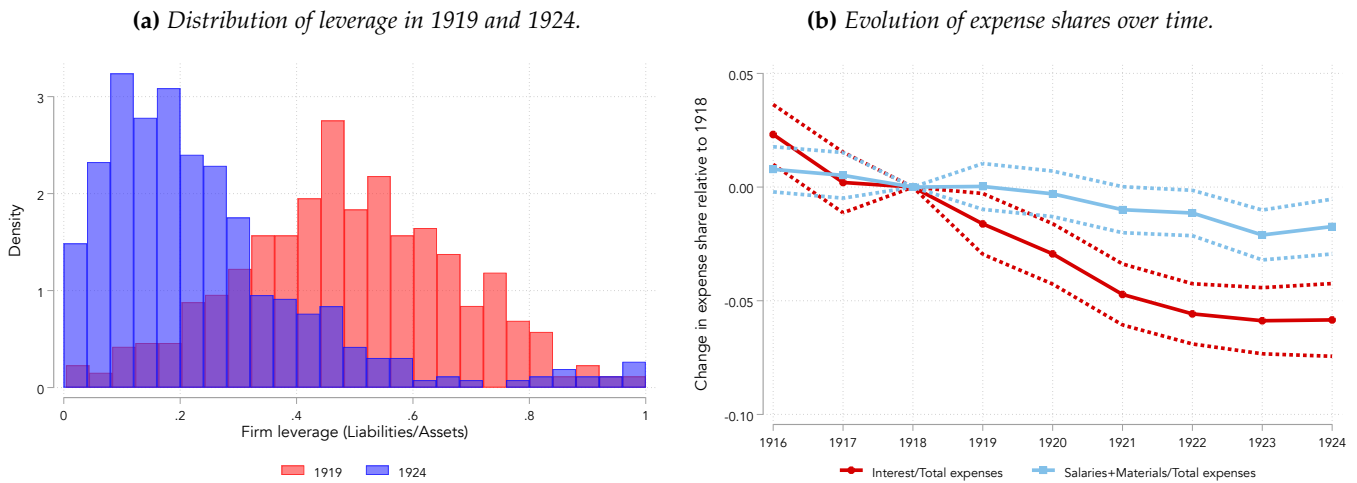 (a) Distribution of leverage in 1919 and 1924.
Density
3
2
1
0
0 .2 .4 .6 .8 1
Firm leverage (Liabilities/Assets)
1919 1924
(b) Evolution of expense shares over time.
Change in expense share relative to 1918
0.05
0.00
-0.05
-0.10
1916 1917 1918 1919 1920 1921 1922 1923 1924
Interest/Total expenses Salaries+Materials/Total expenses